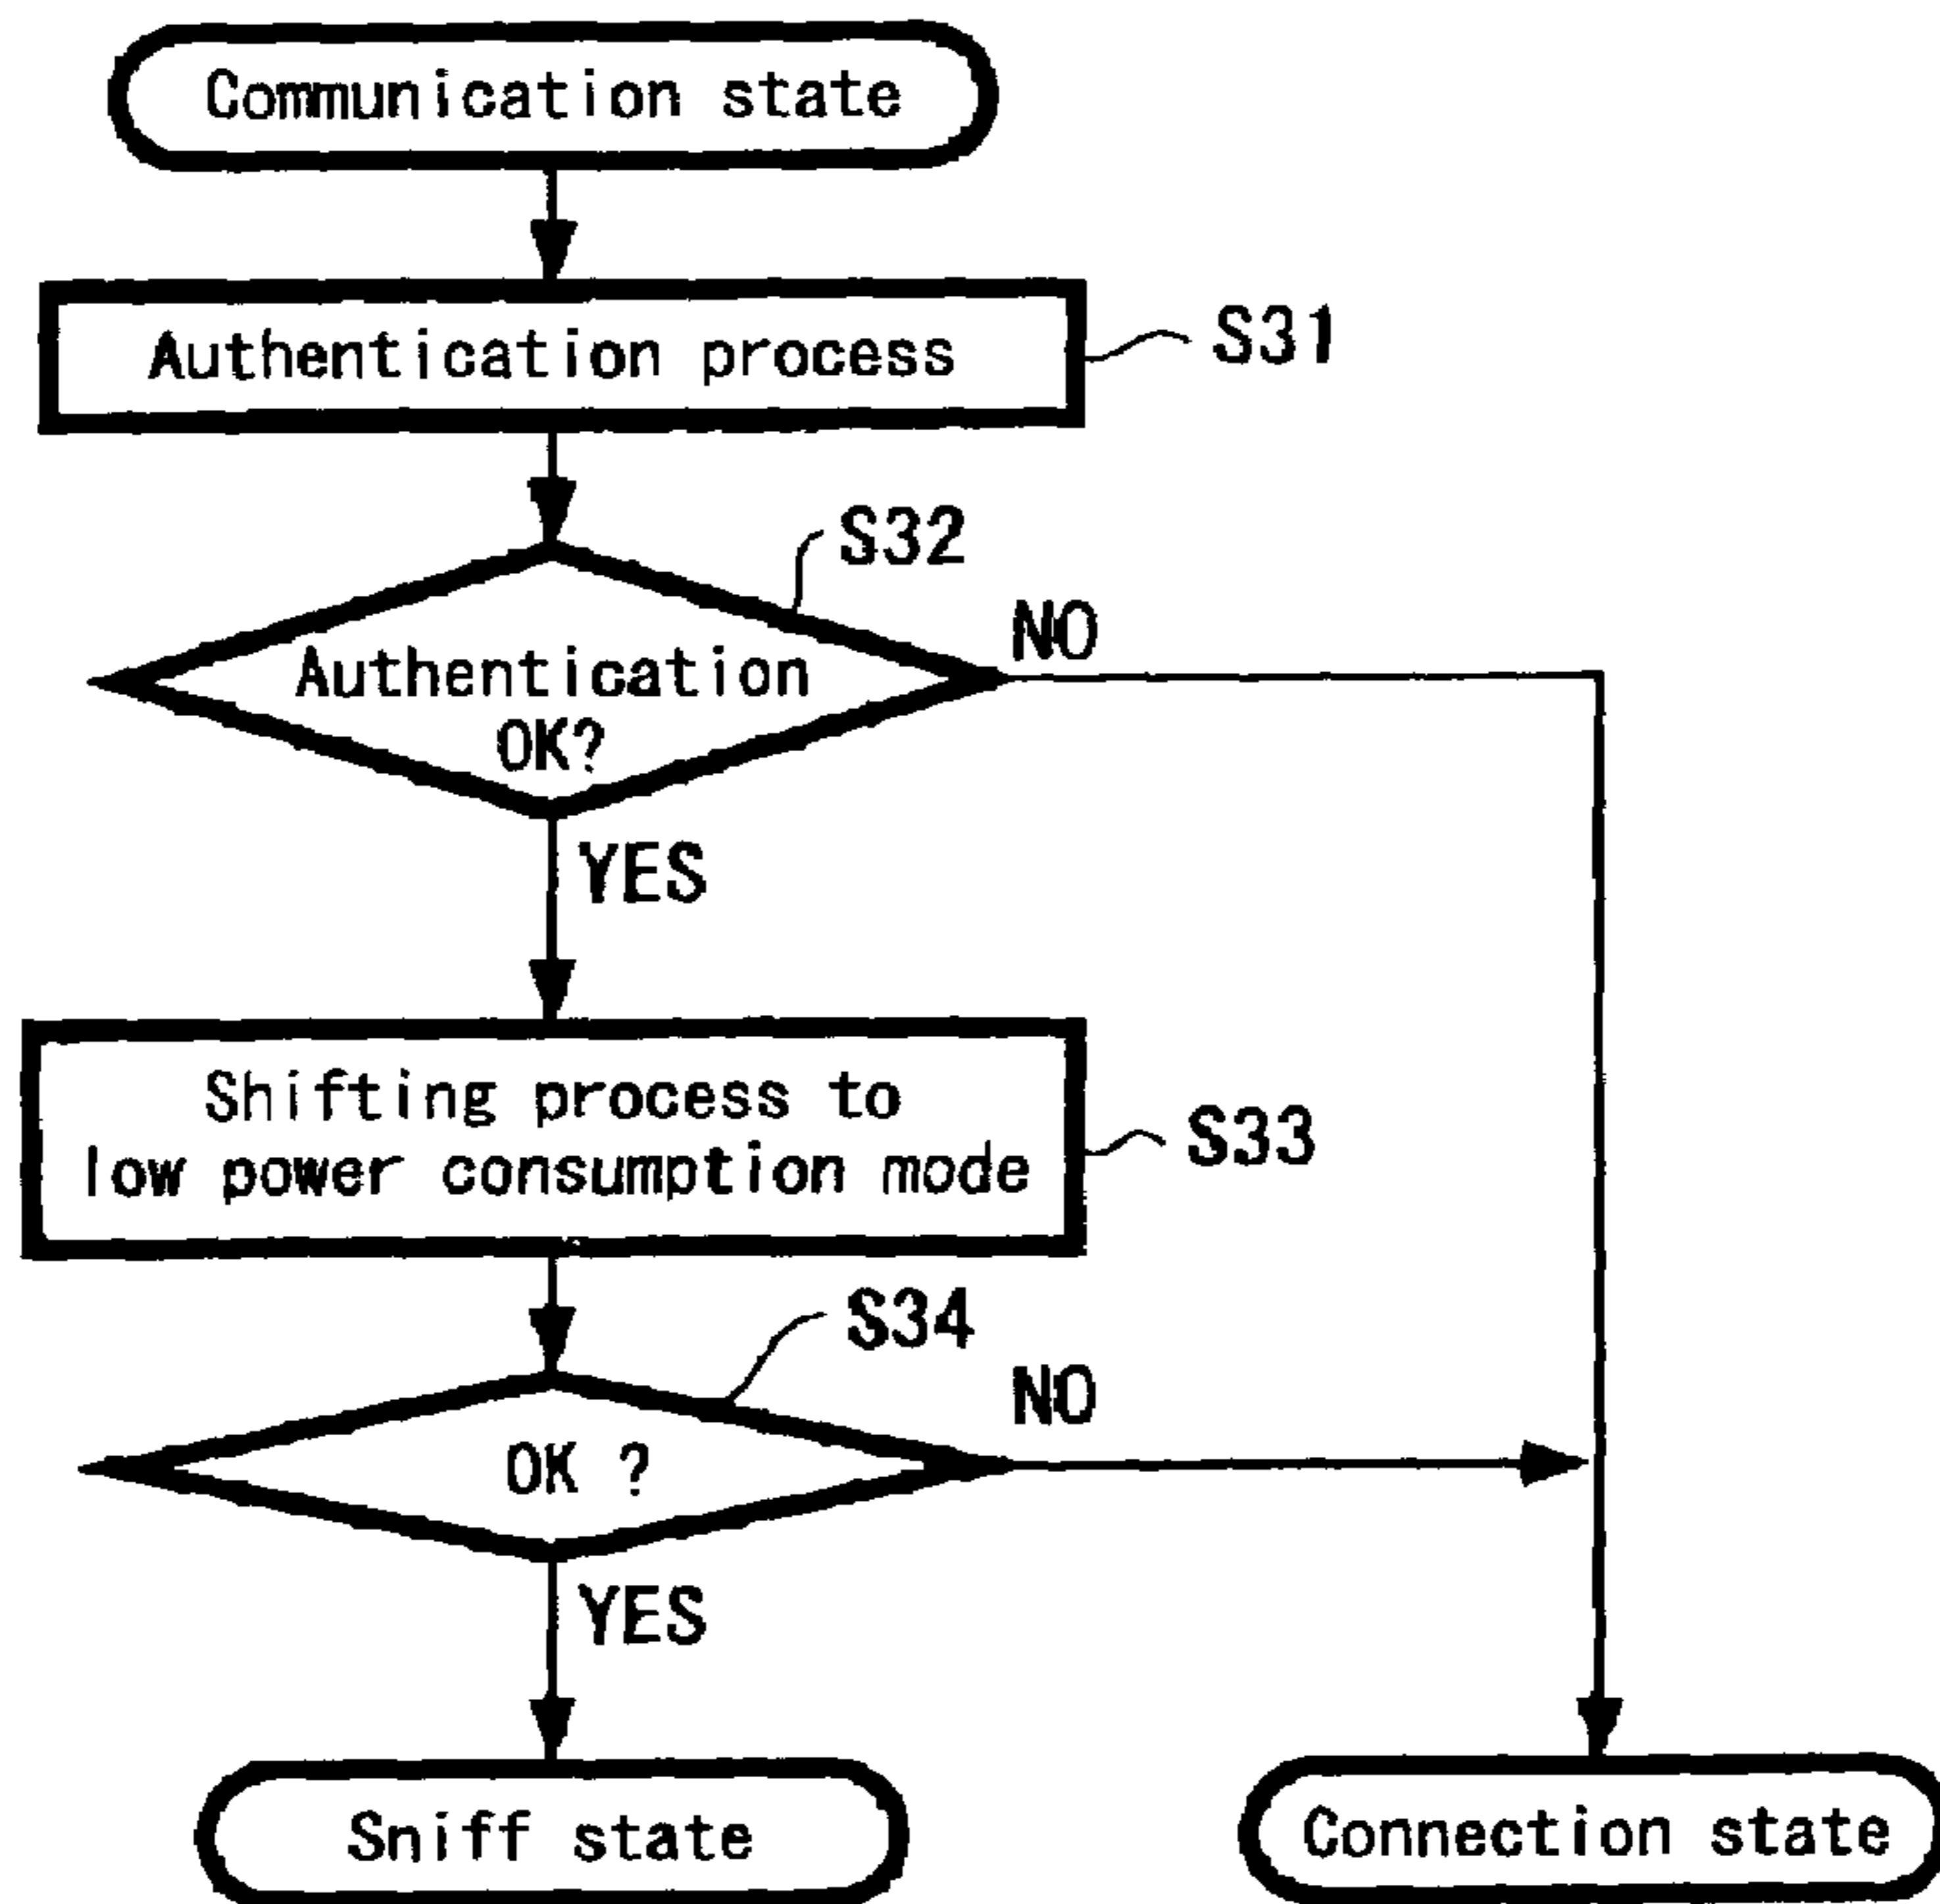 Communication state
Authentication process
S31
S32
NO
Authentication
OK?
YES
Shifting process to
low power consumption mode
S33
S34
NO
OK ?
YES
Sniff state
Connection state